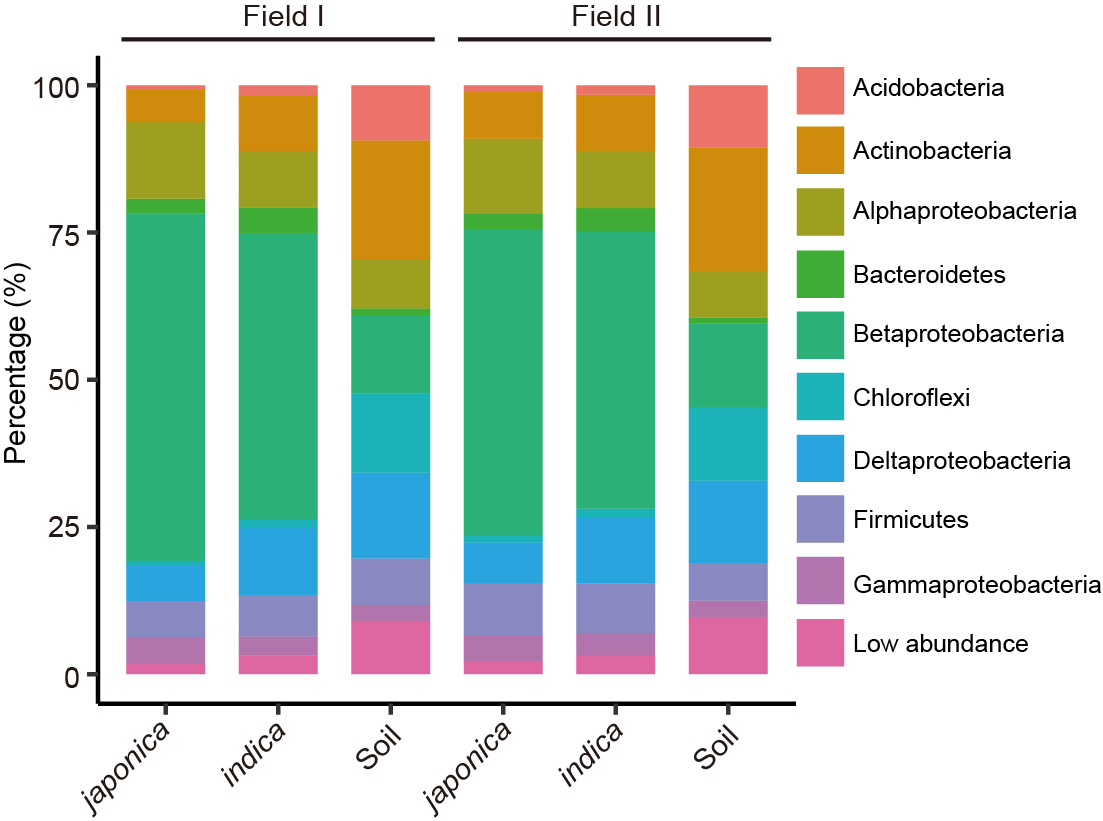 Field I
Field II
Percentage (%)
100
75
50
25
0
japonica
indica
Soil
japonica
indica
Soil
Acidobacteria
Actinobacteria
Alphaproteobacteria
Bacteroidetes
Betaproteobacteria
Chloroflexi
Deltaproteobacteria
Firmicutes
Gammaproteobacteria
Low abundance